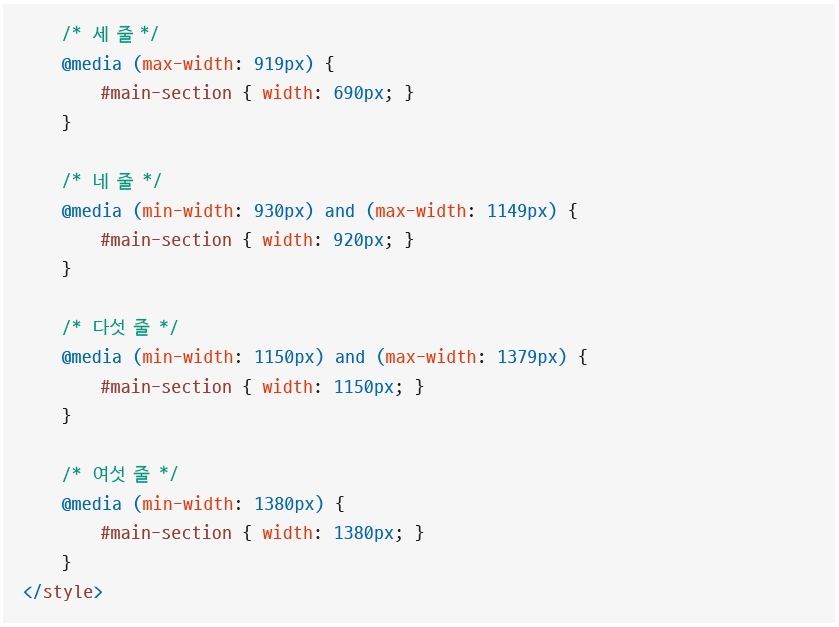 /* 세 줄 */
@media (max-width: 919px) {
#main-section { width: 690px; }
}
/* 네 줄 */
@media (min-width: 930px) and (max-width: 1149px) {
#main-section { width: 920px; }
}
/* 다섯 줄 */
@media (min-width: 1150px) and (max-width: 1379px) {
#main-section { width: 1150px; }
}
/* 여섯 줄 */
@media (min-width: 1380px) {
#main-section { width: 1380px; }
}
</style>